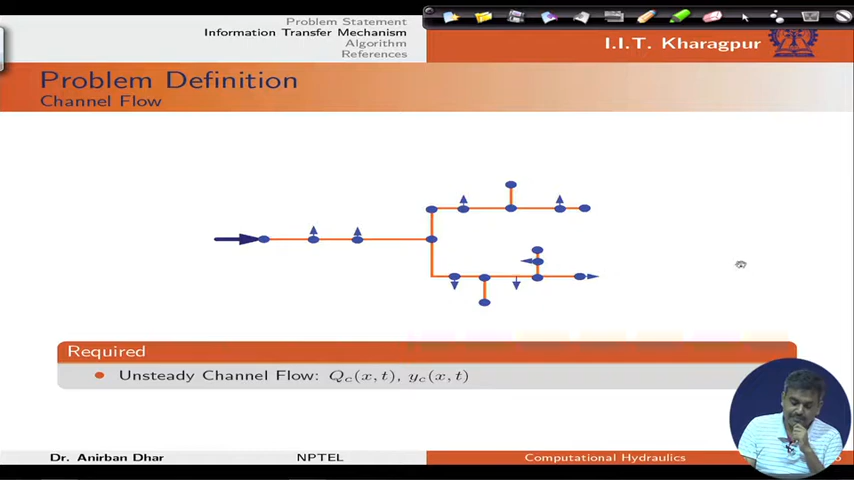 Problem Statement
Information Transfer Mechanism
Algorithm
References
I.I.T. Kharagpur
Problem Definition
Channel Flow
Required
Unsteady Channel Flow: Q_c(x, t), y_c(x, t)
Dr. Anirban Dhar
NPTEL
Computational Hydraulics